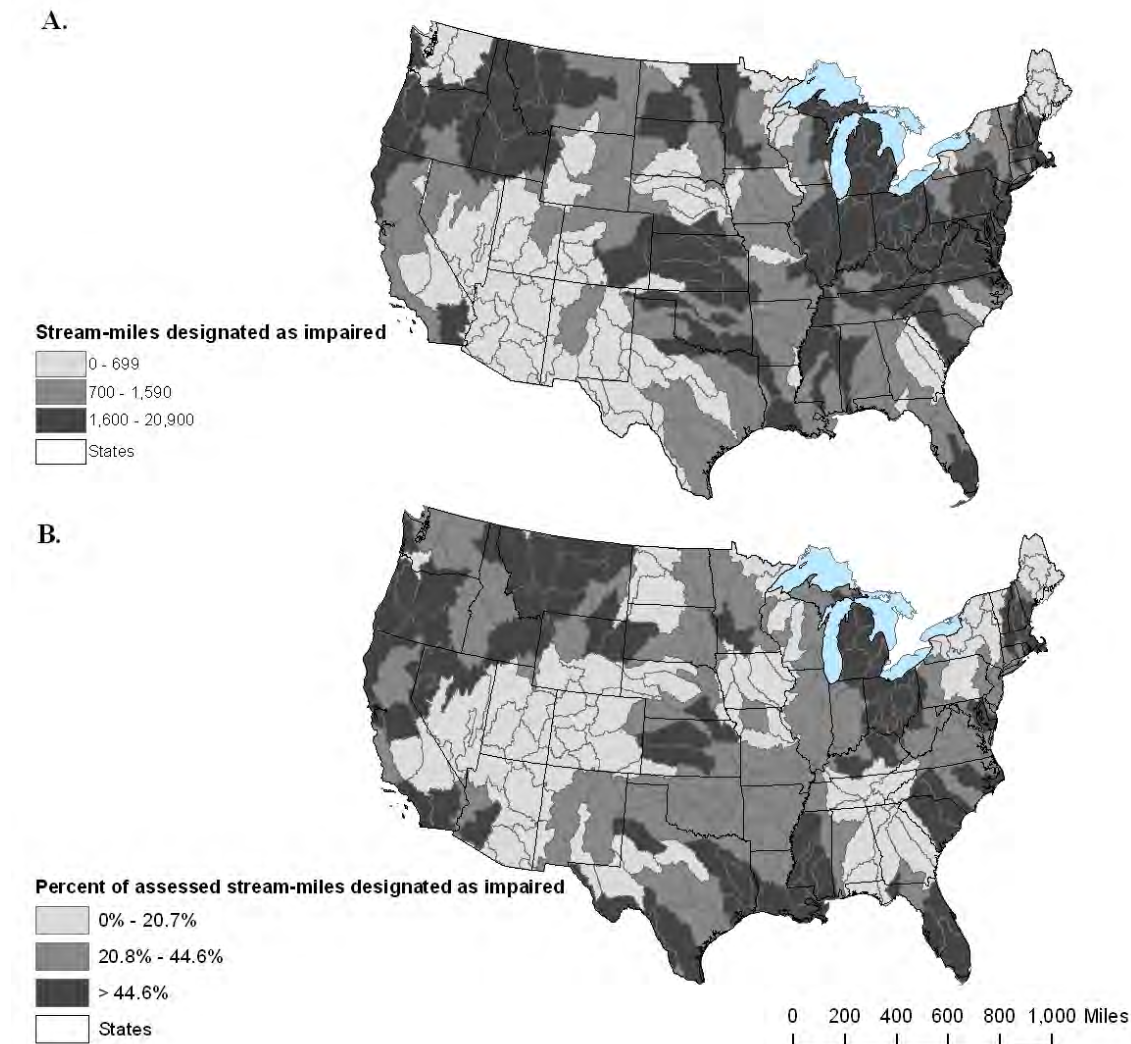 A.
Stream-miles designated as impaired
0 - 699
700 - 1,590
1,600 - 20,900
States
B.
Percent of assessed stream-miles designated as impaired
0% - 20.7%
20.8% - 44.6%
> 44.6%
States
0 200 400 600 800 1,000 Miles